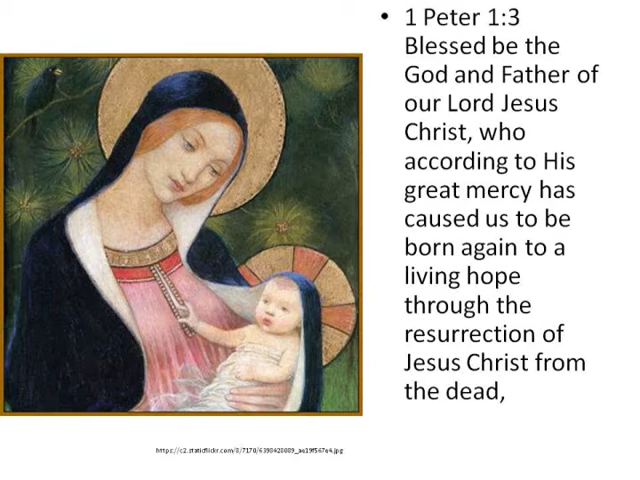 • 1 Peter 1:3
Blessed be the
God and Father of
our Lord Jesus
Christ, who
according to His
great mercy has
caused us to be
born again to a
living hope
through the
resurrection of
Jesus Christ from
the dead,